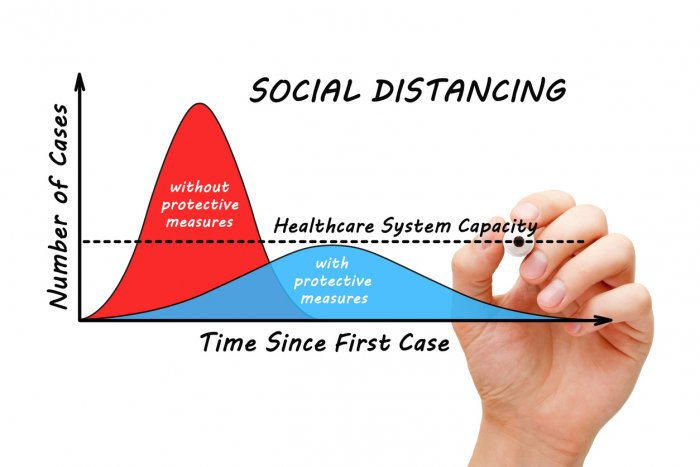 SOCIAL DISTANCING
Number of Cases
without
protective
measures
Healthcare System Capacity
with
protective
measures
Time Since First Case